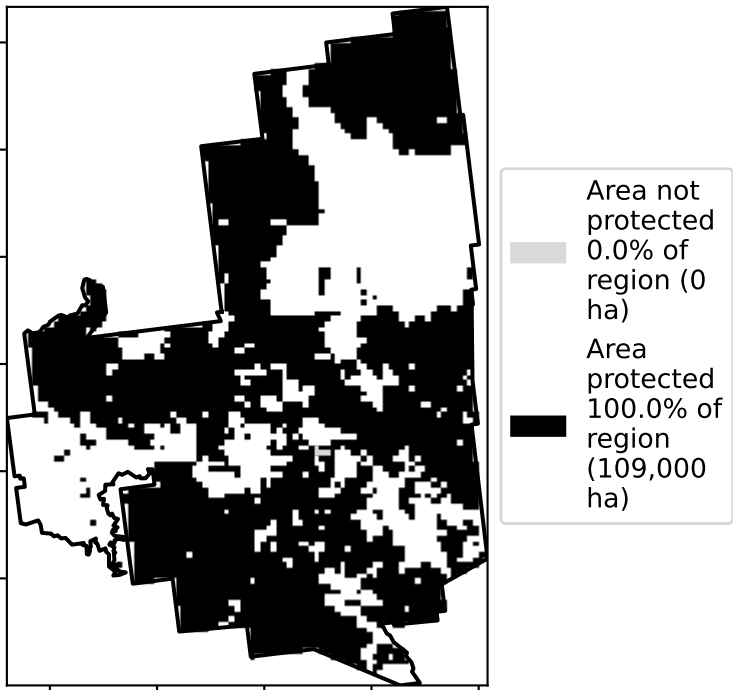 Area not
protected
0.0% of
region (0
ha)
Area
protected
100.0% of
region
(109,000
ha)